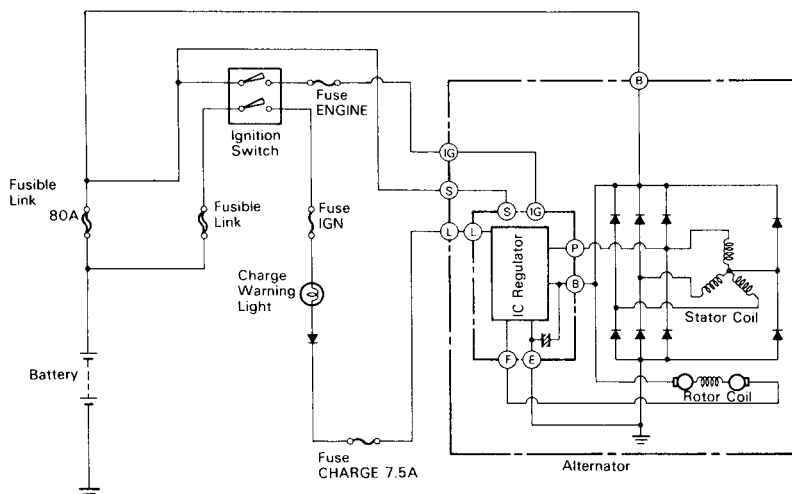 B
Fuse
ENGINE
Ignition
Switch
Fusible
Link
80A
Fusible
Link
Fuse
IGN
Charge
Warning
Light
Battery
Fuse
CHARGE 7.5A
IG
S
L
S
IG
L
P
B
F
E
IC Regulator
Stator Coil
Rotor Coil
Alternator